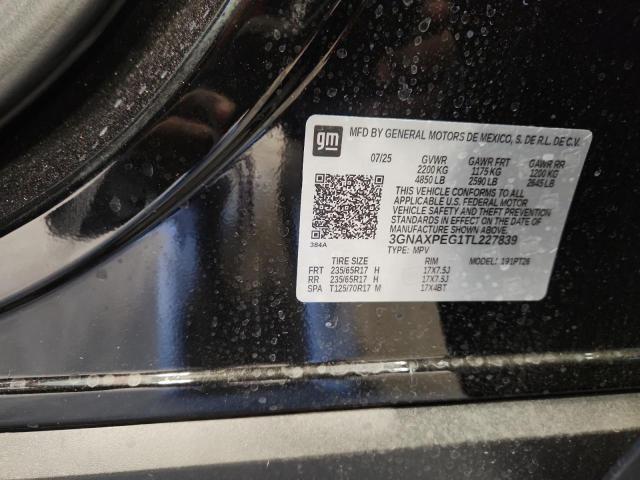 gm
MFD BY GENERAL MOTORS DE MEXICO, S. DE R.L. DE C.V.
07/25 GVWR GAWR FRT GAWR RR
2200 KG 1175 KG 1200 KG
4850 LB 2590 LB 2645 LB
THIS VEHICLE CONFORMS TO ALL
APPLICABLE U.S. FEDERAL MOTOR
VEHICLE SAFETY AND THEFT PREVENTION
STANDARDS IN EFFECT ON THE DATE OF
MANUFACTURE SHOWN ABOVE.
384A 3GNAXPEG1TL227839
TYPE: MPV
TIRE SIZE RIM MODEL: 191PT26
FRT 235/65R17 H 17X7.5J
RR 235/65R17 H 17X7.5J
SPA T125/70R17 M 17X4BT